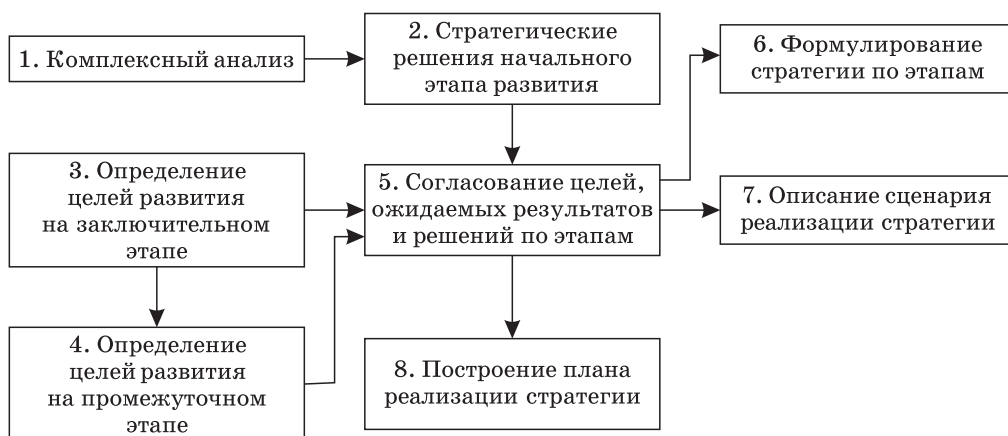 1. Комплексный анализ
2. Стратегические
решения начального
этапа развития
3. Определение
целей развития
на заключительном
этапе
4. Определение
целей развития
на промежуточном
этапе
5. Согласование целей,
ожидаемых результатов
и решений по этапам
6. Формулирование
стратегии по этапам
7. Описание сценария
реализации стратегии
8. Построение плана
реализации стратегии